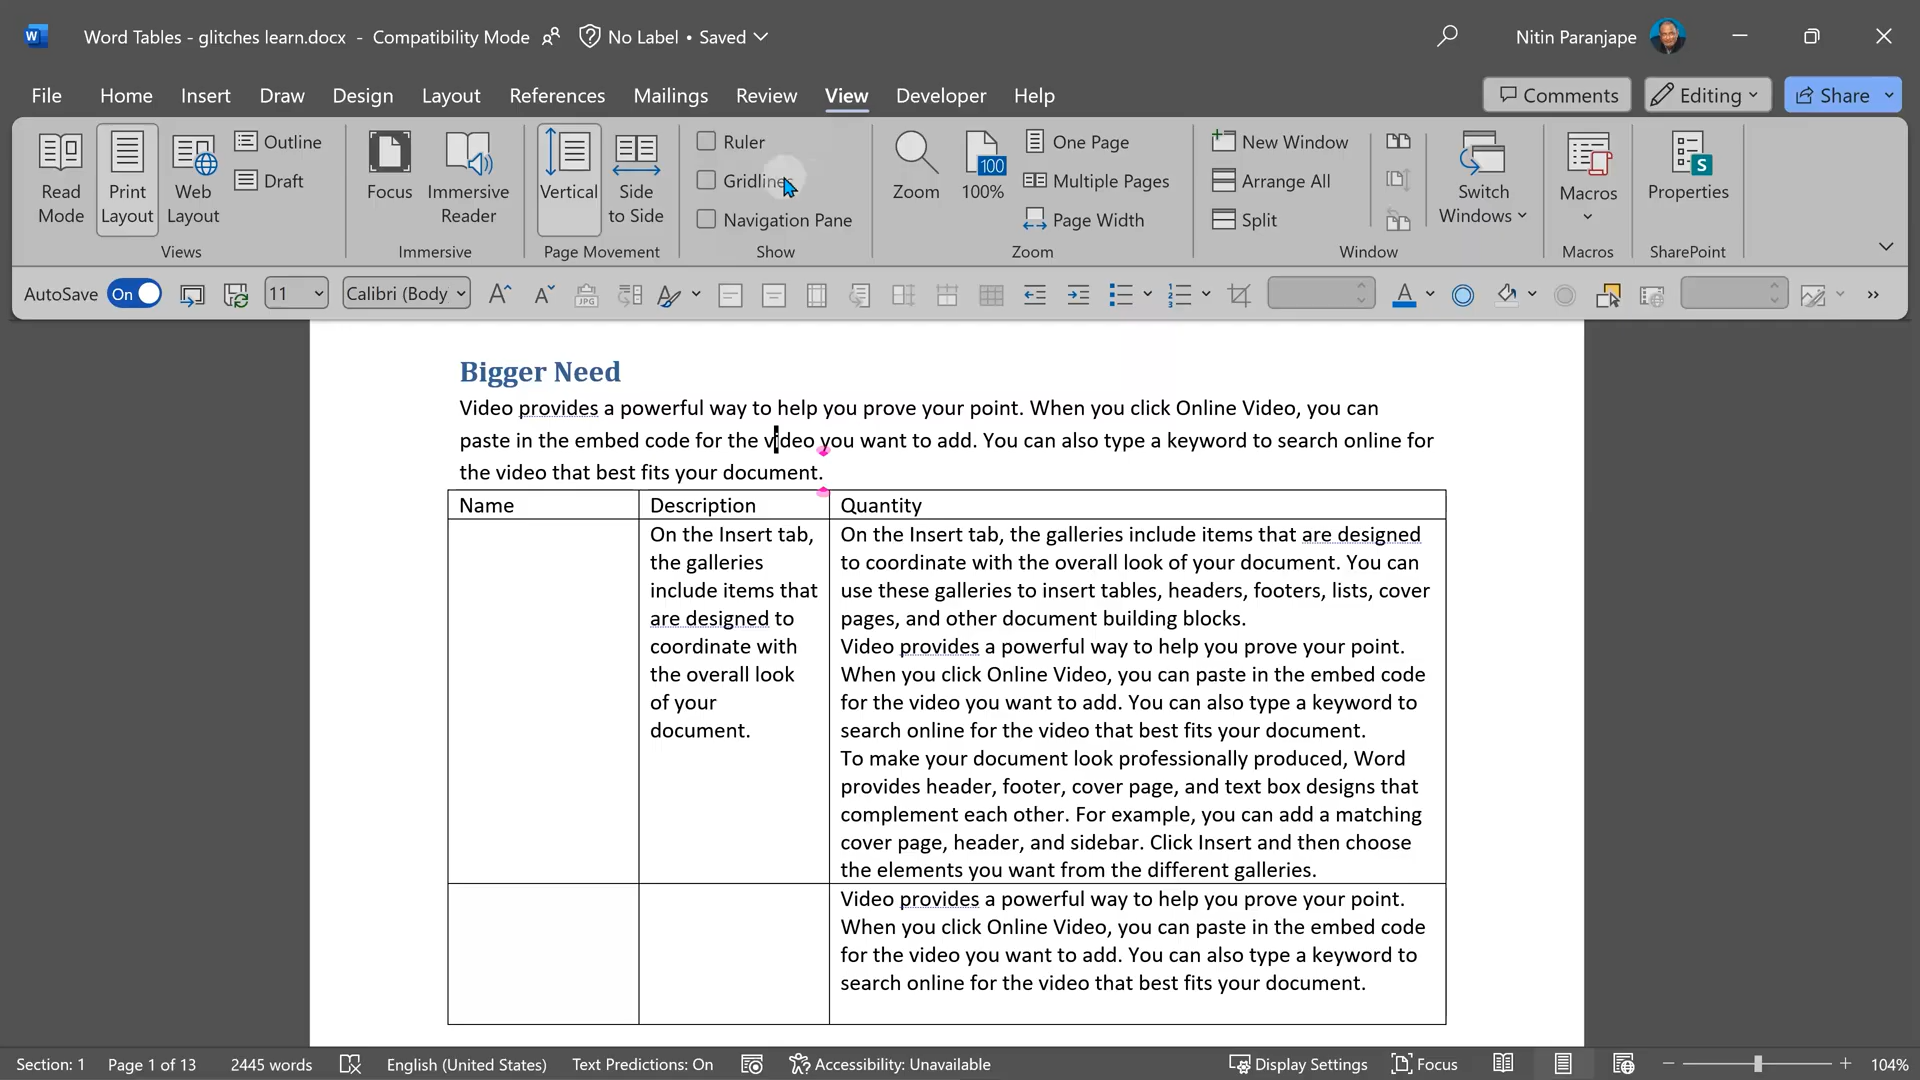 Word Tables - glitches learn.docx - Compatibility Mode No Label • Saved Nitin Paranjape
File Home Insert Draw Design Layout References Mailings Review View Developer Help Comments Editing Share
Read Mode
Print Layout
Web Layout
Outline
Draft
Views
Focus
Immersive Reader
Immersive
Vertical
Side to Side
Page Movement
Ruler
Gridlines
Navigation Pane
Show
Zoom
100
100%
One Page
Multiple Pages
Page Width
Zoom
New Window
Arrange All
Split
Switch Windows
Window
Macros
Macros
Properties
SharePoint
AutoSave On 11 Calibri (Body
Bigger Need
Video provides a powerful way to help you prove your point. When you click Online Video, you can
paste in the embed code for the video you want to add. You can also type a keyword to search online for
the video that best fits your document.
Name Description Quantity
On the Insert tab,
the galleries
include items that
are designed to
coordinate with
the overall look
of your
document.
On the Insert tab, the galleries include items that are designed
to coordinate with the overall look of your document. You can
use these galleries to insert tables, headers, footers, lists, cover
pages, and other document building blocks.
Video provides a powerful way to help you prove your point.
When you click Online Video, you can paste in the embed code
for the video you want to add. You can also type a keyword to
search online for the video that best fits your document.
To make your document look professionally produced, Word
provides header, footer, cover page, and text box designs that
complement each other. For example, you can add a matching
cover page, header, and sidebar. Click Insert and then choose
the elements you want from the different galleries.
Video provides a powerful way to help you prove your point.
When you click Online Video, you can paste in the embed code
for the video you want to add. You can also type a keyword to
search online for the video that best fits your document.
Section: 1 Page 1 of 13 2445 words English (United States) Text Predictions: On Accessibility: Unavailable Display Settings Focus 104%